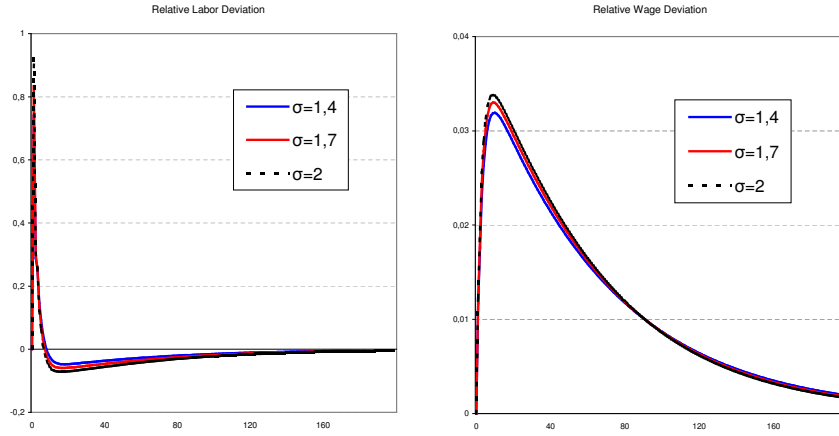 Relative Labor Deviation
1
0,8
0,6
0,4
0,2
0
-0,2
0
40
80
120
160
σ=1,4
σ=1,7
σ=2
Relative Wage Deviation
0,04
0,03
0,02
0,01
0
0
40
80
120
160
σ=1,4
σ=1,7
σ=2